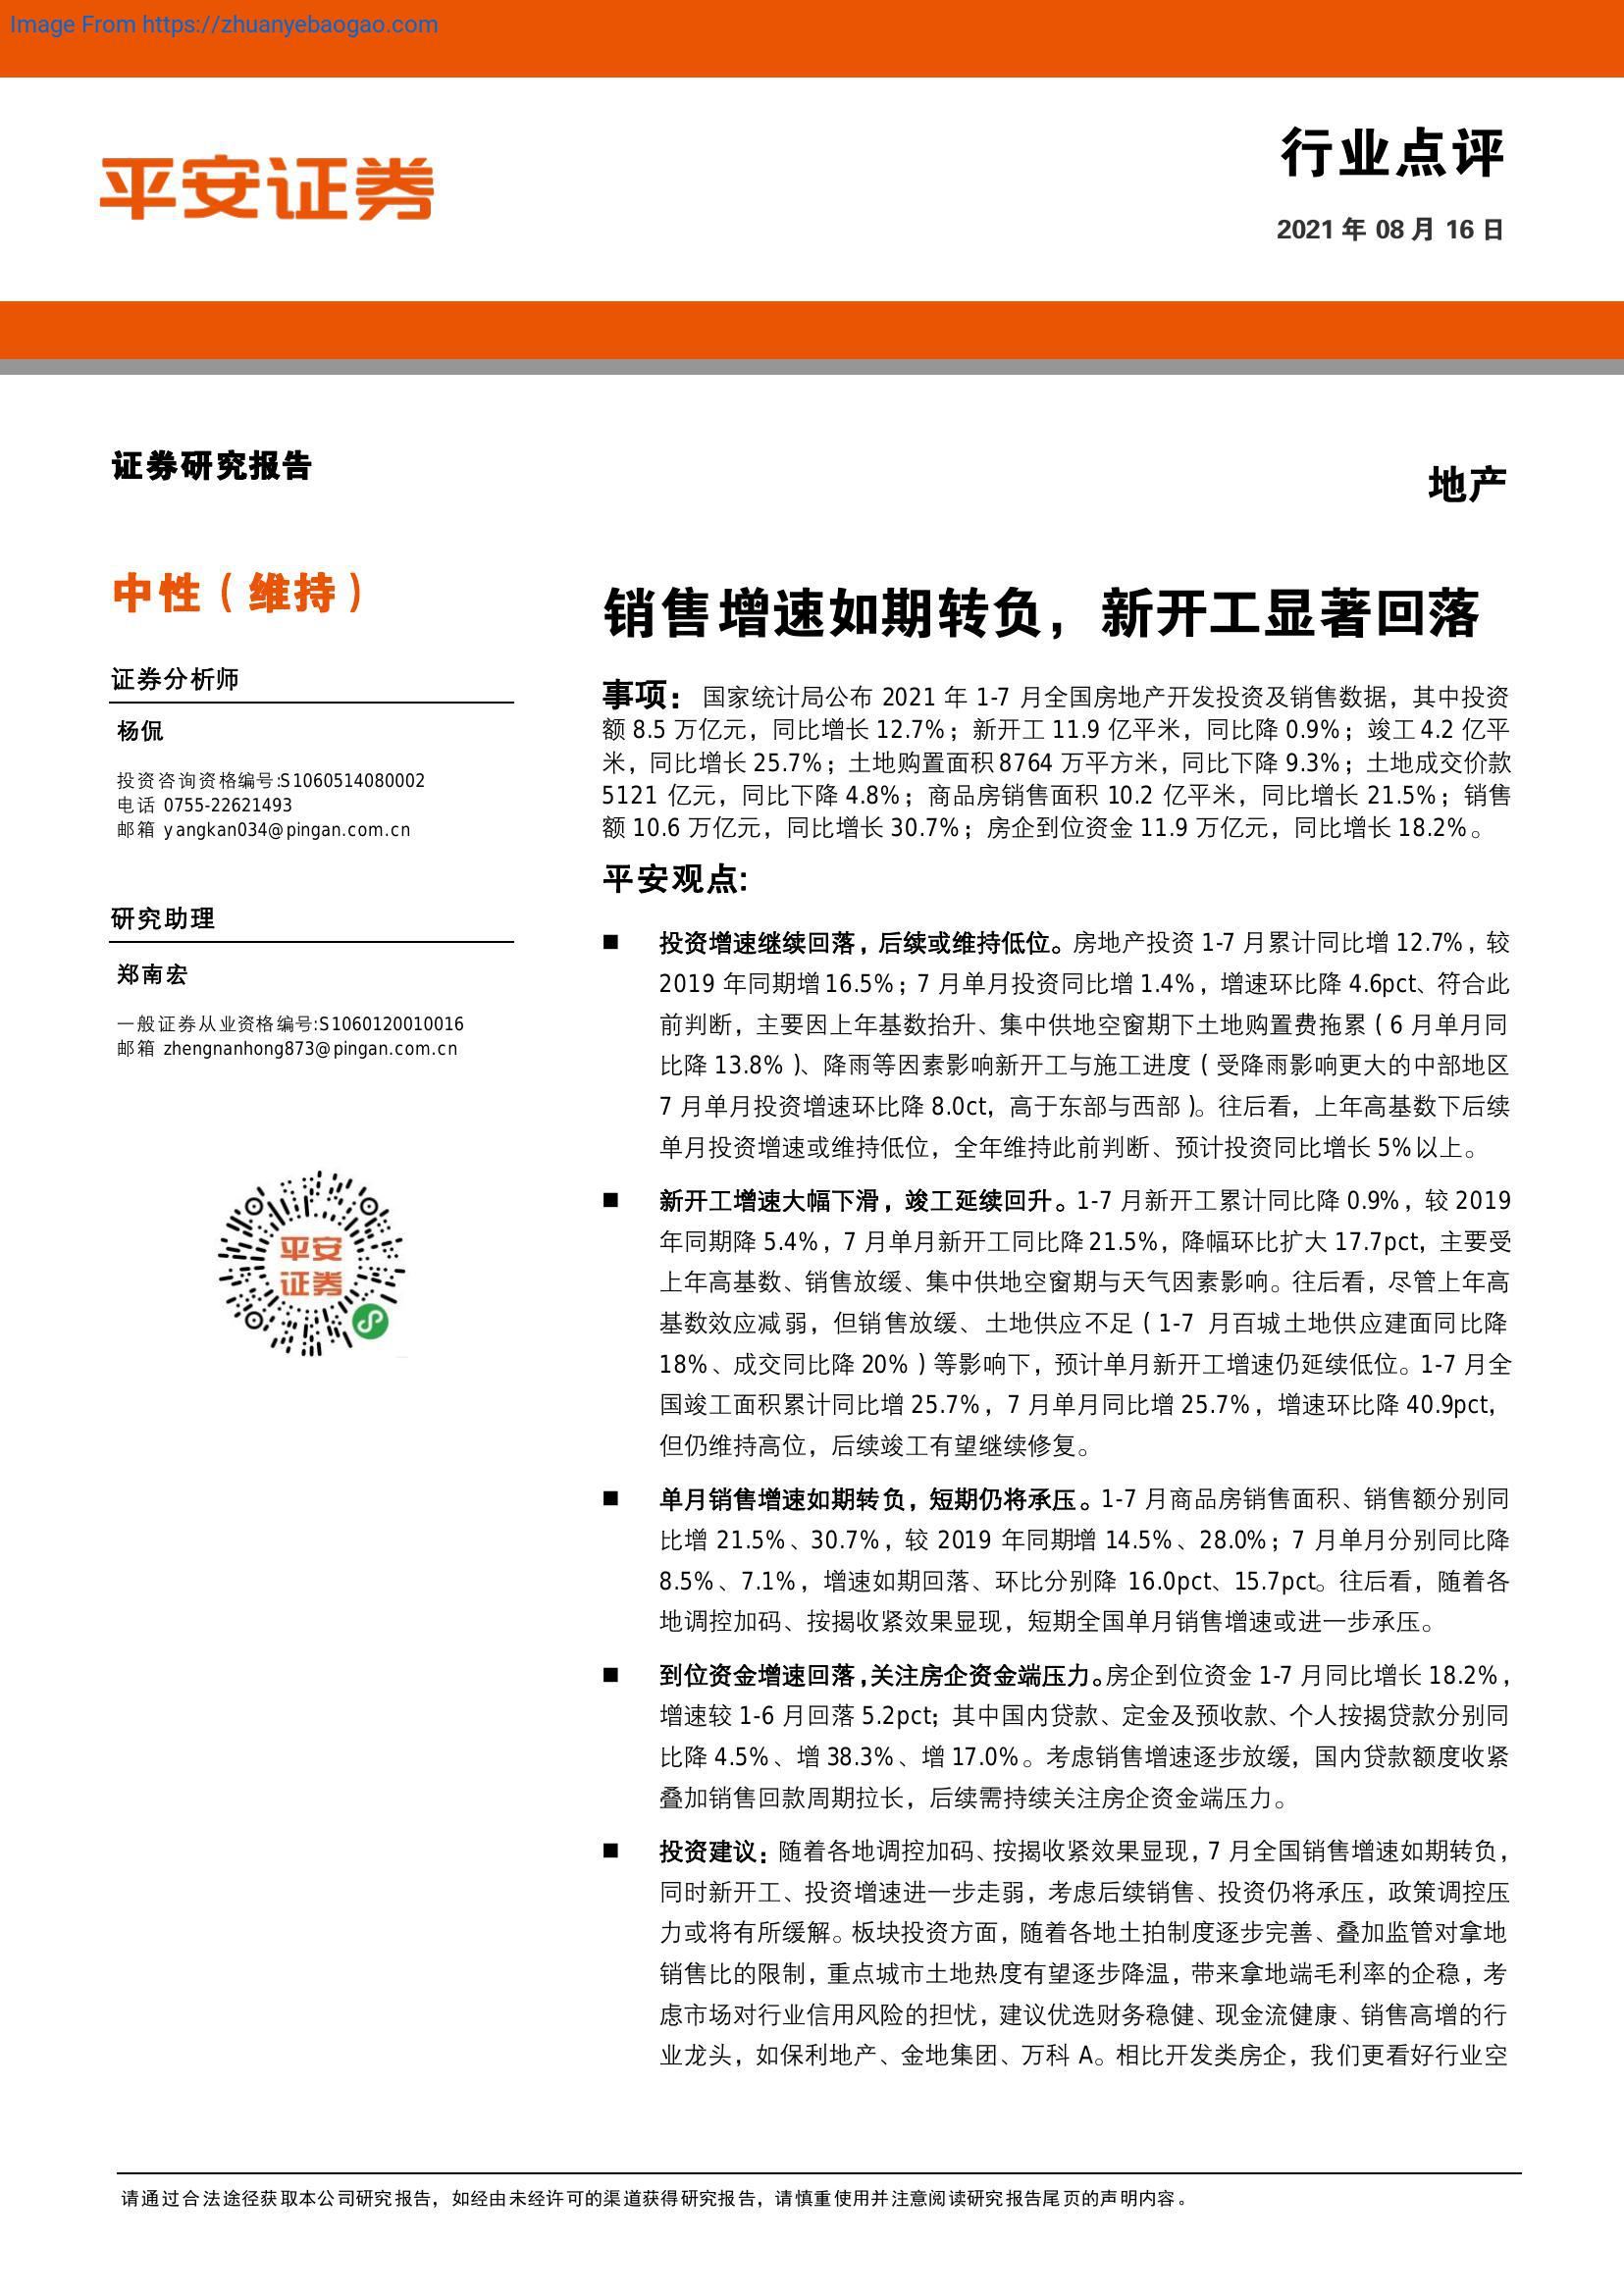 Image From https://zhuanyebaogao.com
平安证券
行业点评
2021 年 08 月 16 日
证券研究报告
地产
中性（维持）
证券分析师
杨侃
投资咨询资格编号:S1060514080002
电话 0755-22621493
邮箱 yangkan034@pingan.com.cn
研究助理
郑南宏
一般证券从业资格编号:S1060120010016
邮箱 zhengnanhong873@pingan.com.cn
平安
证券
销售增速如期转负，新开工显著回落
事项：国家统计局公布 2021 年 1-7 月全国房地产开发投资及销售数据，其中投资
额 8.5 万亿元，同比增长 12.7%；新开工 11.9 亿平米，同比降 0.9%；竣工 4.2 亿平
米，同比增长 25.7%；土地购置面积 8764 万平方米，同比下降 9.3%；土地成交价款
5121 亿元，同比下降 4.8%；商品房销售面积 10.2 亿平米，同比增长 21.5%；销售
额 10.6 万亿元，同比增长 30.7%；房企到位资金 11.9 万亿元，同比增长 18.2%。
平安观点:
■ 投资增速继续回落，后续或维持低位。房地产投资 1-7 月累计同比增 12.7%，较
2019 年同期增 16.5%；7 月单月投资同比增 1.4%，增速环比降 4.6pct、符合此
前判断，主要因上年基数抬升、集中供地空窗期下土地购置费拖累（6 月单月同
比降 13.8%）、降雨等因素影响新开工与施工进度（受降雨影响更大的中部地区
7 月单月投资增速环比降 8.0ct，高于东部与西部）。往后看，上年高基数下后续
单月投资增速或维持低位，全年维持此前判断、预计投资同比增长 5%以上。
■ 新开工增速大幅下滑，竣工延续回升。1-7 月新开工累计同比降 0.9%，较 2019
年同期降 5.4%，7 月单月新开工同比降 21.5%，降幅环比扩大 17.7pct，主要受
上年高基数、销售放缓、集中供地空窗期与天气因素影响。往后看，尽管上年高
基数效应减弱，但销售放缓、土地供应不足（1-7 月百城土地供应建面同比降
18%、成交同比降 20%）等影响下，预计单月新开工增速仍延续低位。1-7 月全
国竣工面积累计同比增 25.7%，7 月单月同比增 25.7%，增速环比降 40.9pct，
但仍维持高位，后续竣工有望继续修复。
■ 单月销售增速如期转负，短期仍将承压。1-7 月商品房销售面积、销售额分别同
比增 21.5%、30.7%，较 2019 年同期增 14.5%、28.0%；7 月单月分别同比降
8.5%、7.1%，增速如期回落、环比分别降 16.0pct、15.7pct。往后看，随着各
地调控加码、按揭收紧效果显现，短期全国单月销售增速或进一步承压。
■ 到位资金增速回落，关注房企资金端压力。房企到位资金 1-7 月同比增长 18.2%，
增速较 1-6 月回落 5.2pct；其中国内贷款、定金及预收款、个人按揭贷款分别同
比降 4.5%、增 38.3%、增 17.0%。考虑销售增速逐步放缓，国内贷款额度收紧
叠加销售回款周期拉长，后续需持续关注房企资金端压力。
■ 投资建议：随着各地调控加码、按揭收紧效果显现，7 月全国销售增速如期转负，
同时新开工、投资增速进一步走弱，考虑后续销售、投资仍将承压，政策调控压
力或将有所缓解。板块投资方面，随着各地土拍制度逐步完善、叠加监管对拿地
销售比的限制，重点城市土地热度有望逐步降温，带来拿地端毛利率的企稳，考
虑市场对行业信用风险的担忧，建议优选财务稳健、现金流健康、销售高增的行
业龙头，如保利地产、金地集团、万科 A。相比开发类房企，我们更看好行业空
请通过合法途径获取本公司研究报告，如经由未经许可的渠道获得研究报告，请慎重使用并注意阅读研究报告尾页的声明内容。